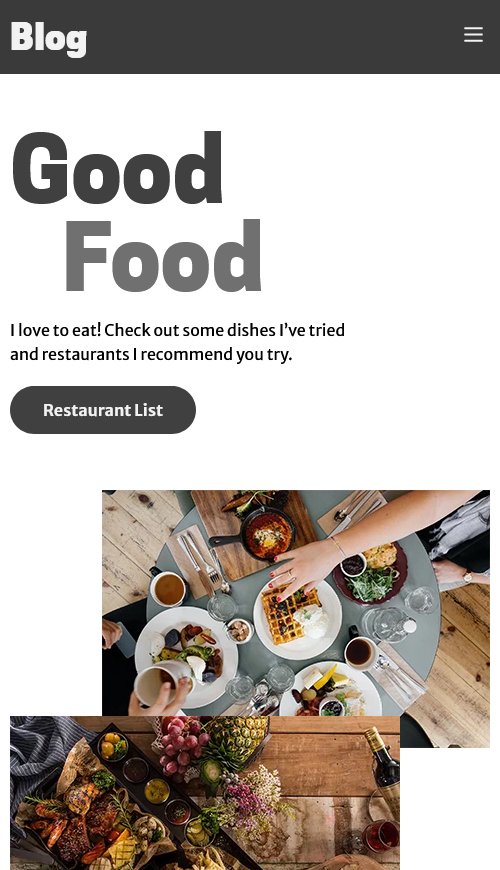 Blog
Good
Food
I love to eat! Check out some dishes I’ve tried
and restaurants I recommend you try.
Restaurant List